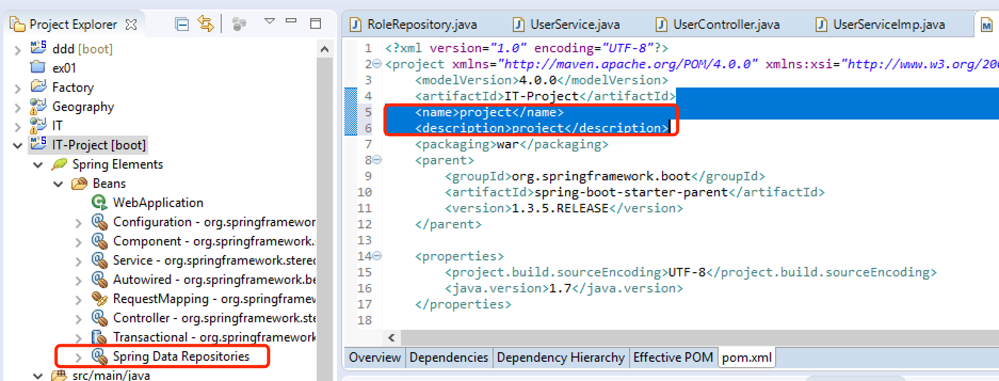 Project Explorer
ddd [boot]
ex01
Factory
Geography
IT
IT-Project [boot]
Spring Elements
Beans
WebApplication
Configuration - org.springframewor
Component - org.springframework.
Service - org.springframework.stere
Autowired - org.springframework.be
RequestMapping - org.springframew
Controller - org.springframework.ste
Transactional - org.springframework
Spring Data Repositories
src/main/java
RoleRepository.java UserService.java UserController.java UserServiceImp.java
1 <?xml version="1.0" encoding="UTF-8"?>
2 <project xmlns="http://maven.apache.org/POM/4.0.0" xmlns:xsi="http://www.w3.org/200
3 <modelVersion>4.0.0</modelVersion>
4 <artifactId>IT-Project</artifactId>
5 <name>project</name>
6 <description>project</description>
7 <packaging>war</packaging>
8 <parent>
9 <groupId>org.springframework.boot</groupId>
10 <artifactId>spring-boot-starter-parent</artifactId>
11 <version>1.3.5.RELEASE</version>
12 </parent>
13
14 <properties>
15 <project.build.sourceEncoding>UTF-8</project.build.sourceEncoding>
16 <java.version>1.7</java.version>
17 </properties>
18
Overview Dependencies Dependency Hierarchy Effective POM pom.xml